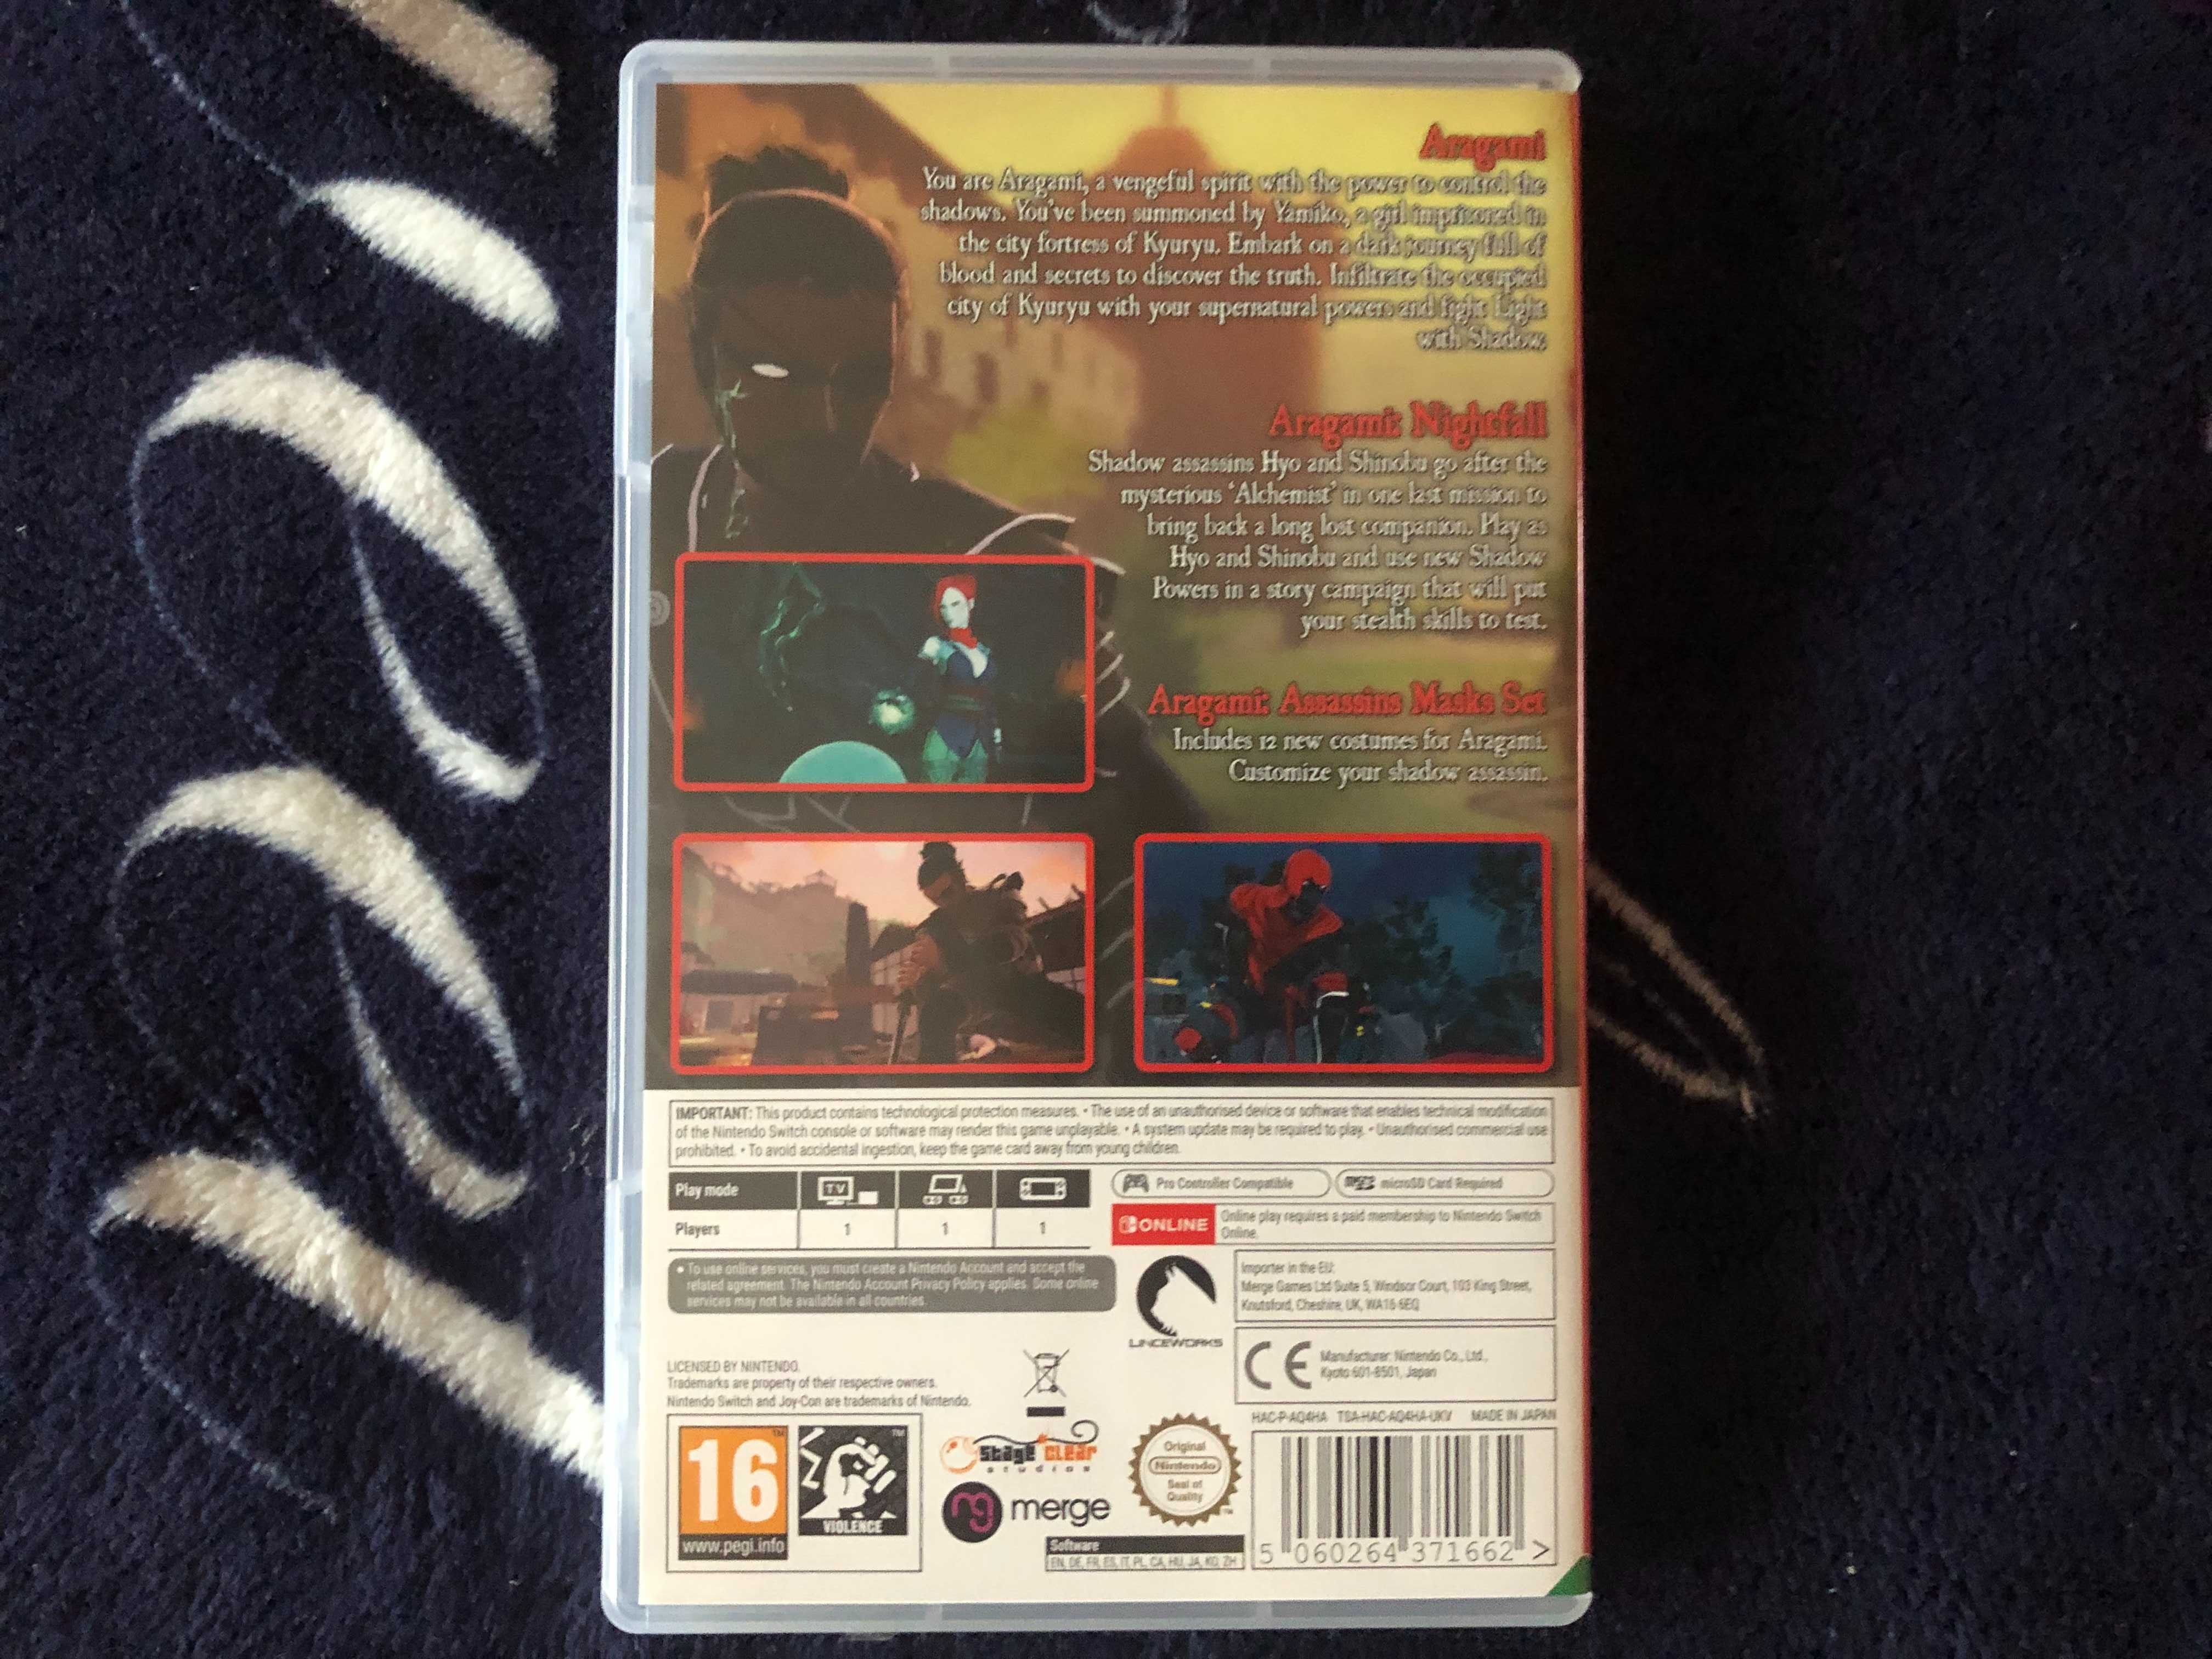 Aragami
You are Aragami, a vengeful spirit with the power to control the
shadows. You've been summoned by Yamiko, a girl imprisoned in
the city fortress of Kyuryu. Embark on a dark journey full of
blood and secrets to discover the truth. Infiltrate the occupied
city of Kyuryu with your supernatural powers and fight Light
with Shadow.
Aragami: Nightfall
Shadow assassins Hyo and Shinobu go after the
mysterious 'Alchemist' in one last mission to
bring back a long lost companion. Play as
Hyo and Shinobu and use new Shadow
Powers in a story campaign that will put
your stealth skills to test.
Aragami: Assassins Masks Set
Includes 12 new costumes for Aragami.
Customize your shadow assassin.
IMPORTANT: This product contains technological protection measures. • The use of an unauthorised device or software that enables technical modification
of the Nintendo Switch console or software may render this game unplayable. • A system update may be required to play. • Unauthorised commercial use
prohibited. • To avoid accidental ingestion, keep the game card away from young children.
Play mode TV
Players 1 1 1
Pro Controller Compatible
microSD Card Required
ONLINE
Online play requires a paid membership to Nintendo Switch
Online.
• To use online services, you must create a Nintendo Account and accept the
related agreement. The Nintendo Account Privacy Policy applies. Some online
services may not be available in all countries.
LINCEWORKS
Importer in the EU:
Merge Games Ltd Suite 5, Windsor Court, 103 King Street,
Knutsford, Cheshire, UK, WA16 6EQ
CE
Manufacturer: Nintendo Co., Ltd.,
Kyoto 601-8501, Japan
LICENSED BY NINTENDO.
Trademarks are property of their respective owners.
Nintendo Switch and Joy-Con are trademarks of Nintendo.
HAC-P-AQ4HA TSA-HAC-AQ4HA-UKV MADE IN JAPAN
16
www.pegi.info
VIOLENCE
stage clear
studios
merge
Original
Nintendo
Seal of
Quality
Software
EN, DE, FR, ES, IT, PL, CA, HU, JA, KO, ZH
5 060264 371662 >